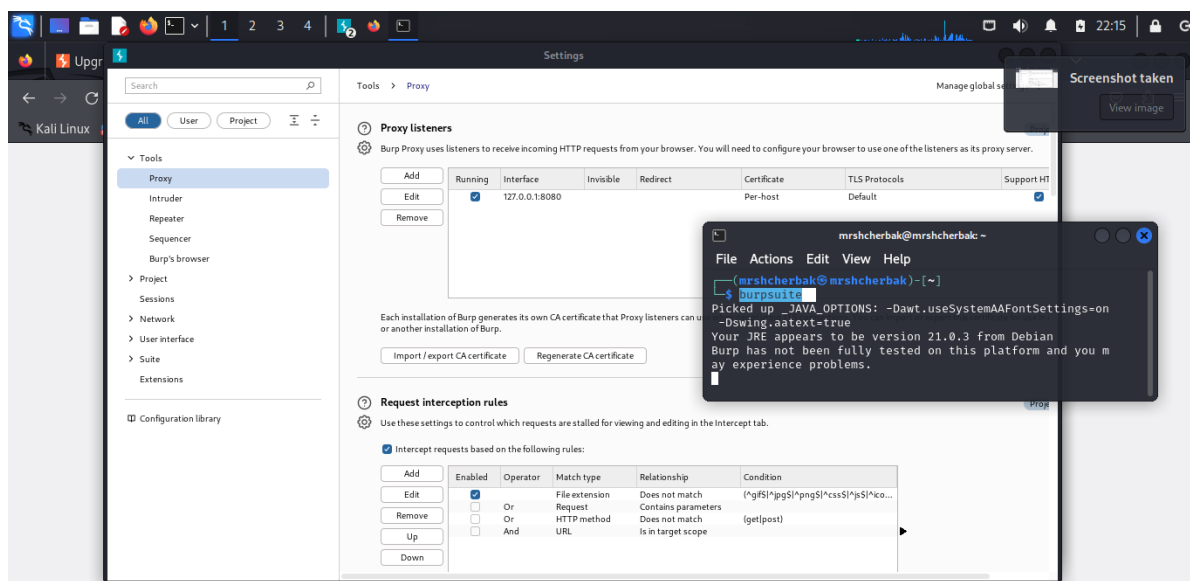 1 2 3 4
2
22:15
G
Upgr
Settings
Screenshot taken
View image
Kali Linux
Search
Tools > Proxy
Manage global se
All User Project
Tools
Proxy
Intruder
Repeater
Sequencer
Burp's browser
Project
Sessions
Network
User interface
Suite
Extensions
Configuration library
Proxy listeners
Burp Proxy uses listeners to receive incoming HTTP requests from your browser. You will need to configure your browser to use one of the listeners as its proxy server.
Add
Edit
Remove
Running Interface Invisible Redirect Certificate TLS Protocols Support HT
127.0.0.1:8080 Per-host Default
Each installation of Burp generates its own CA certificate that Proxy listeners can us
or another installation of Burp.
Import / export CA certificate Regenerate CA certificate
Request interception rules
Proje
Use these settings to control which requests are stalled for viewing and editing in the Intercept tab.
Intercept requests based on the following rules:
Add
Edit
Remove
Up
Down
Enabled Operator Match type Relationship Condition
File extension Does not match (^gif$|^jpg$|^png$|^css$|^js$|^ico...
Or Request Contains parameters
Or HTTP method Does not match (get|post)
And URL Is in target scope
mrshcherbak@mrshcherbak: ~
File Actions Edit View Help
(mrshcherbak㉿mrshcherbak)-[~]
$ burpsuite
Picked up _JAVA_OPTIONS: -Dawt.useSystemAAFontSettings=on
-Dswing.aatext=true
Your JRE appears to be version 21.0.3 from Debian
Burp has not been fully tested on this platform and you m
ay experience problems.